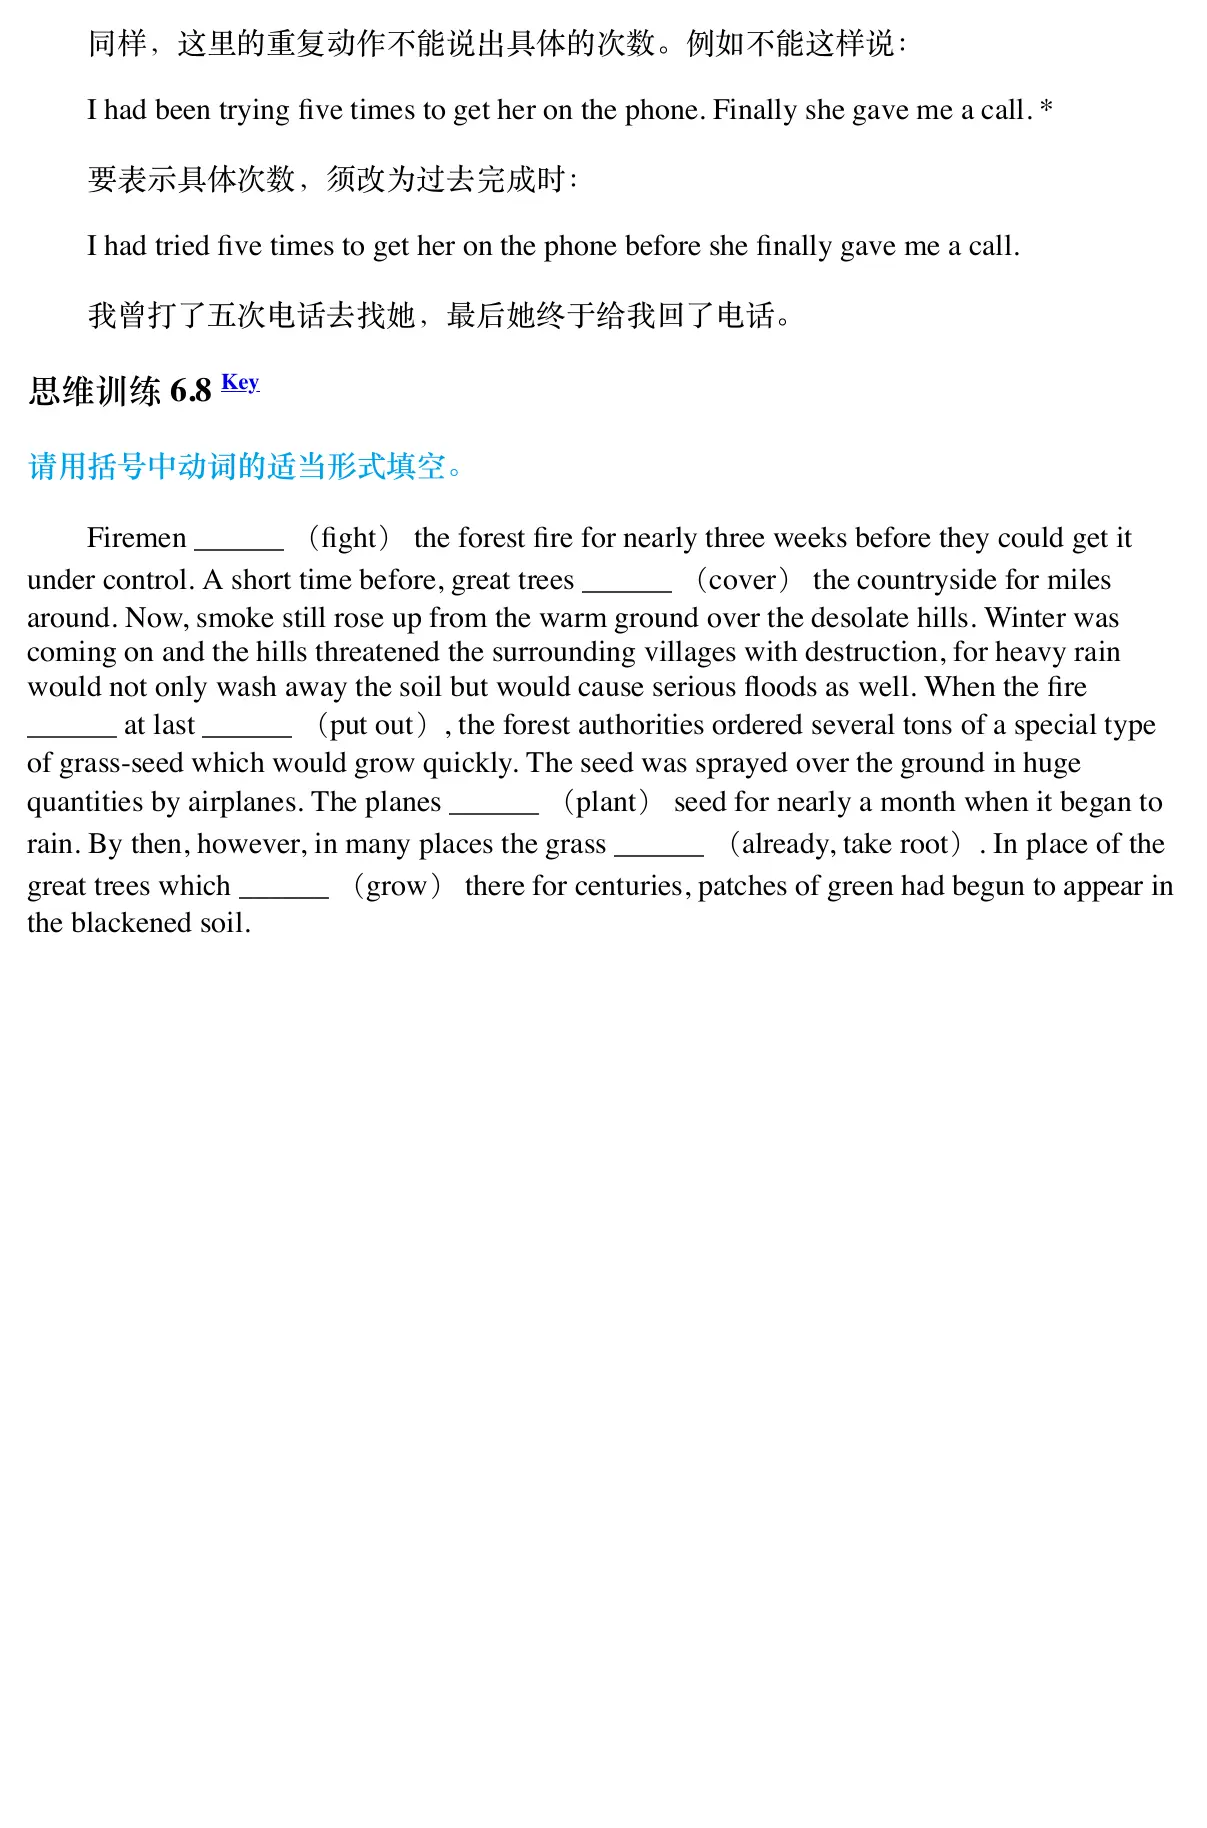 同样，这里的重复动作不能说出具体的次数。例如不能这样说：
I had been trying five times to get her on the phone. Finally she gave me a call. *
要表示具体次数，须改为过去完成时：
I had tried five times to get her on the phone before she finally gave me a call.
我曾打了五次电话去找她，最后她终于给我回了电话。
思维训练 6.8 Key
请用括号中动词的适当形式填空。
Firemen ______ （fight） the forest fire for nearly three weeks before they could get it
under control. A short time before, great trees ______ （cover） the countryside for miles
around. Now, smoke still rose up from the warm ground over the desolate hills. Winter was
coming on and the hills threatened the surrounding villages with destruction, for heavy rain
would not only wash away the soil but would cause serious floods as well. When the fire
______ at last ______ （put out）, the forest authorities ordered several tons of a special type
of grass-seed which would grow quickly. The seed was sprayed over the ground in huge
quantities by airplanes. The planes ______ （plant） seed for nearly a month when it began to
rain. By then, however, in many places the grass ______ （already, take root）. In place of the
great trees which ______ （grow） there for centuries, patches of green had begun to appear in
the blackened soil.